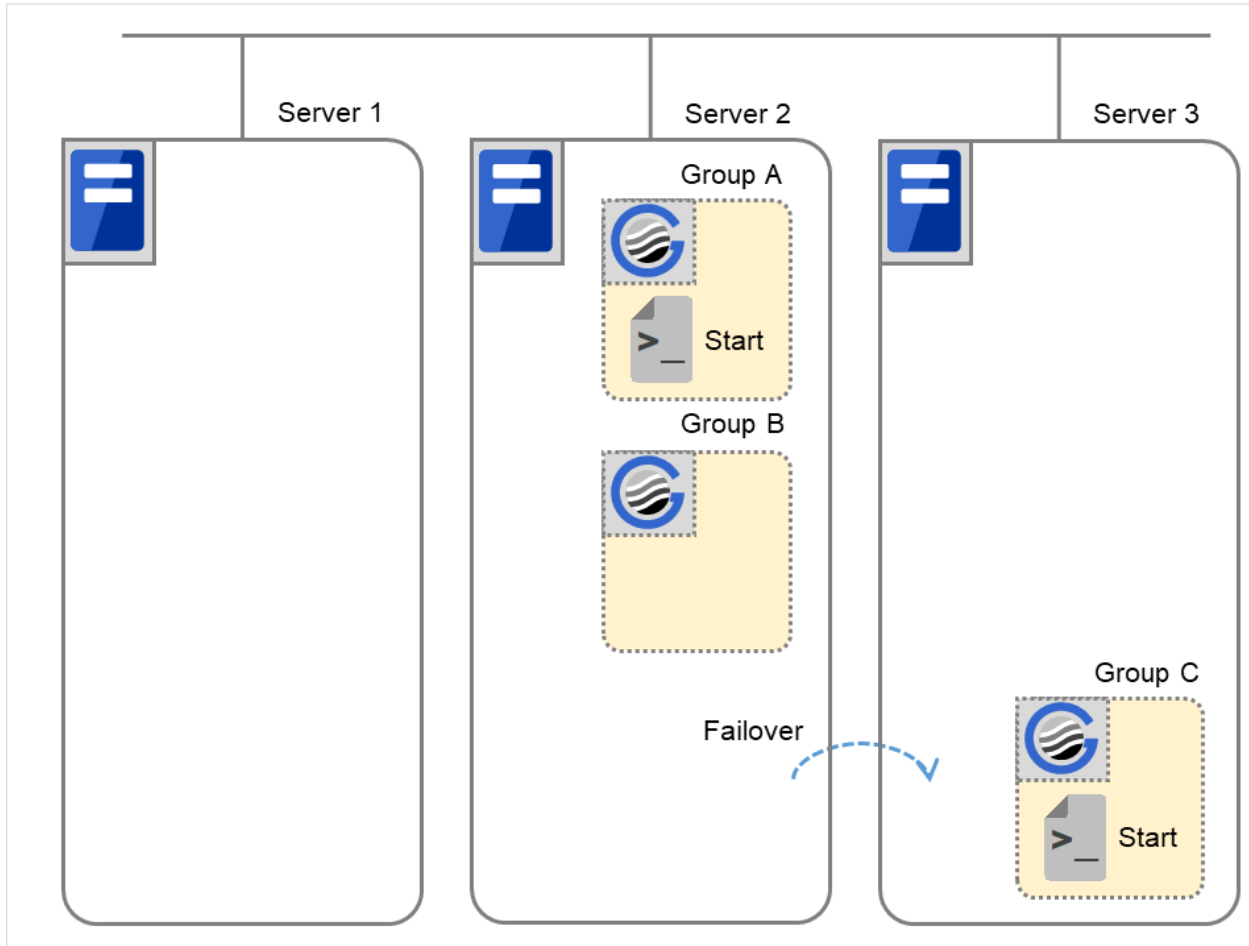 Server 1
Server 2
Server 3
Group A
>_ Start
Group B
Group C
Failover
>_ Start